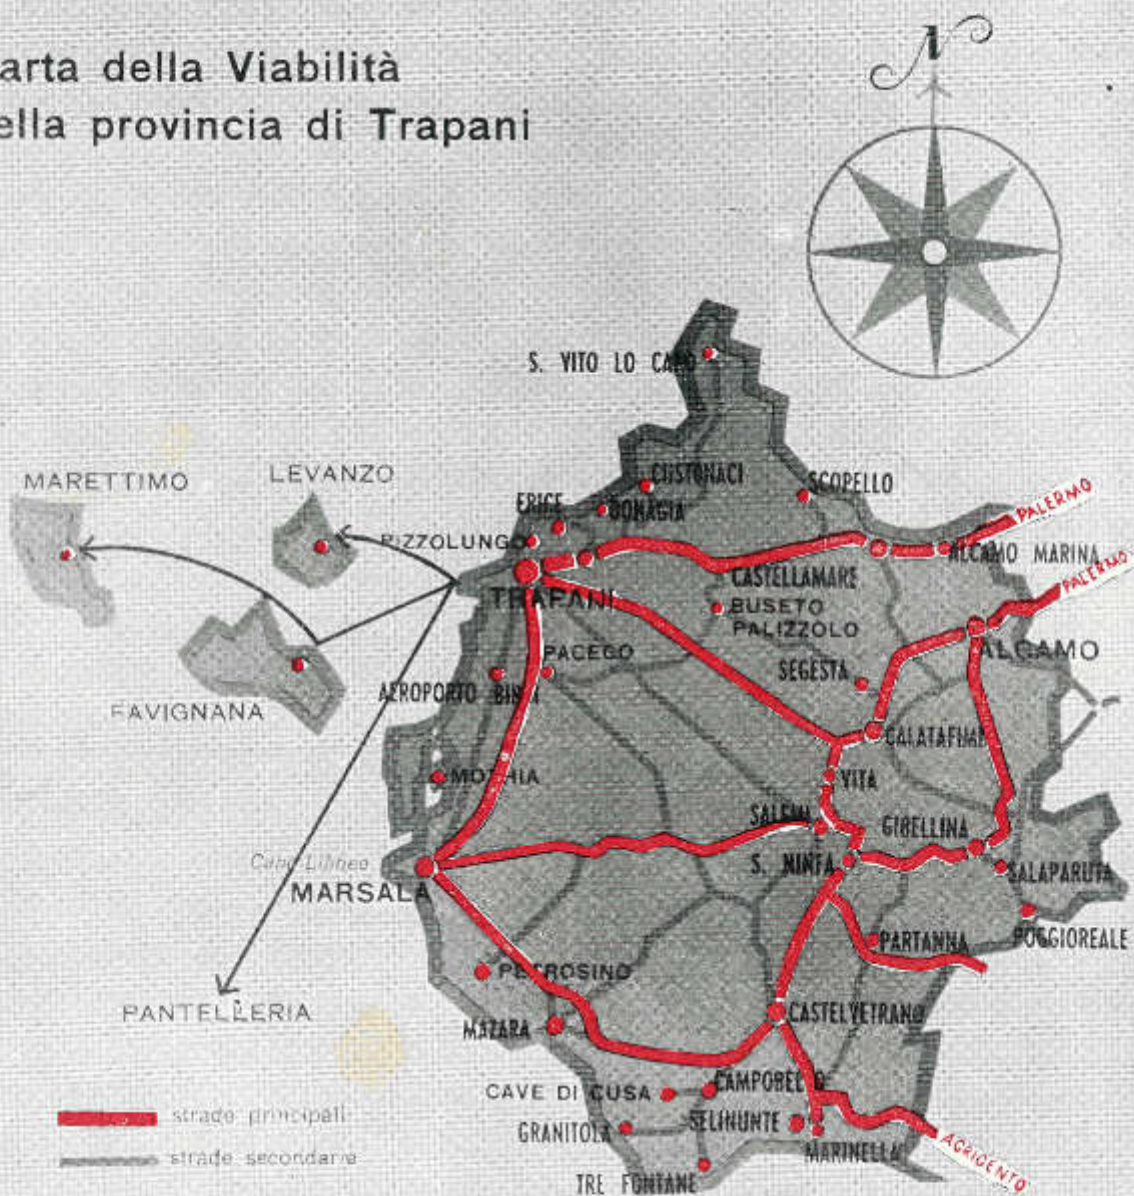 arta della Viabilità
ella provincia di Trapani
N
S. VITO LO CAPO
MARETTIMO
LEVANZO
CUSTONACI
SCOPELLO
ERICE
BONAGIA
PALERMO
PIZZOLUNGO
ALCAMO MARINA
CASTELLAMARE
PALERMO
TRAPANI
BUSETO
PALIZZOLO
ALCAMO
PACECO
SEGESTA
AEROPORTO BIRGI
FAVIGNANA
CALATAFIMI
MOTHIA
VITA
SALEMI
GIBELLINA
Capo Lilibeo
S. NINFA
SALAPARUTA
MARSALA
PARTANNA
POGGIOREALE
PETROSINO
PANTELLERIA
CASTELVETRANO
MAZARA
CAVE DI CUSA
CAMPOBELLO
strade principali
GRANITOLA
SELINUNTE
MARINELLA
AGRIGENTO
strade secondarie
TRE FONTANE